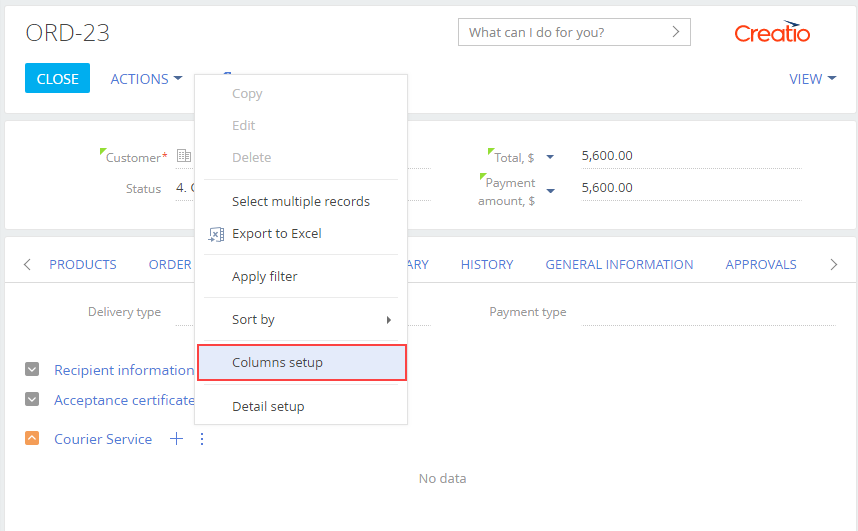 ORD-23
What can I do for you?
Creatio
CLOSE
ACTIONS
VIEW
Copy
Edit
Delete
Select multiple records
Export to Excel
Apply filter
Sort by
Columns setup
Detail setup
Customer*
Status
4.
Total, $
5,600.00
Payment
amount, $
5,600.00
PRODUCTS
ORDER
ARY
HISTORY
GENERAL INFORMATION
APPROVALS
Delivery type
Payment type
Recipient information
Acceptance certificate
Courier Service
No data